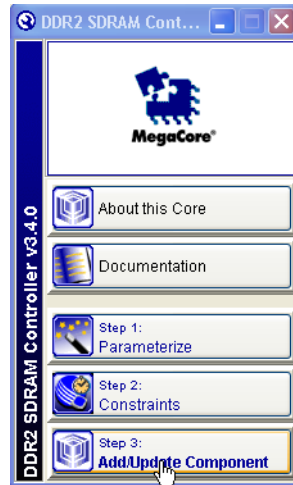 DDR2 SDRAM Cont...
MegaCore®
DDR2 SDRAM Controller v3.4.0
About this Core
Documentation
Step 1:
Parameterize
Step 2:
Constraints
Step 3:
Add/Update Component